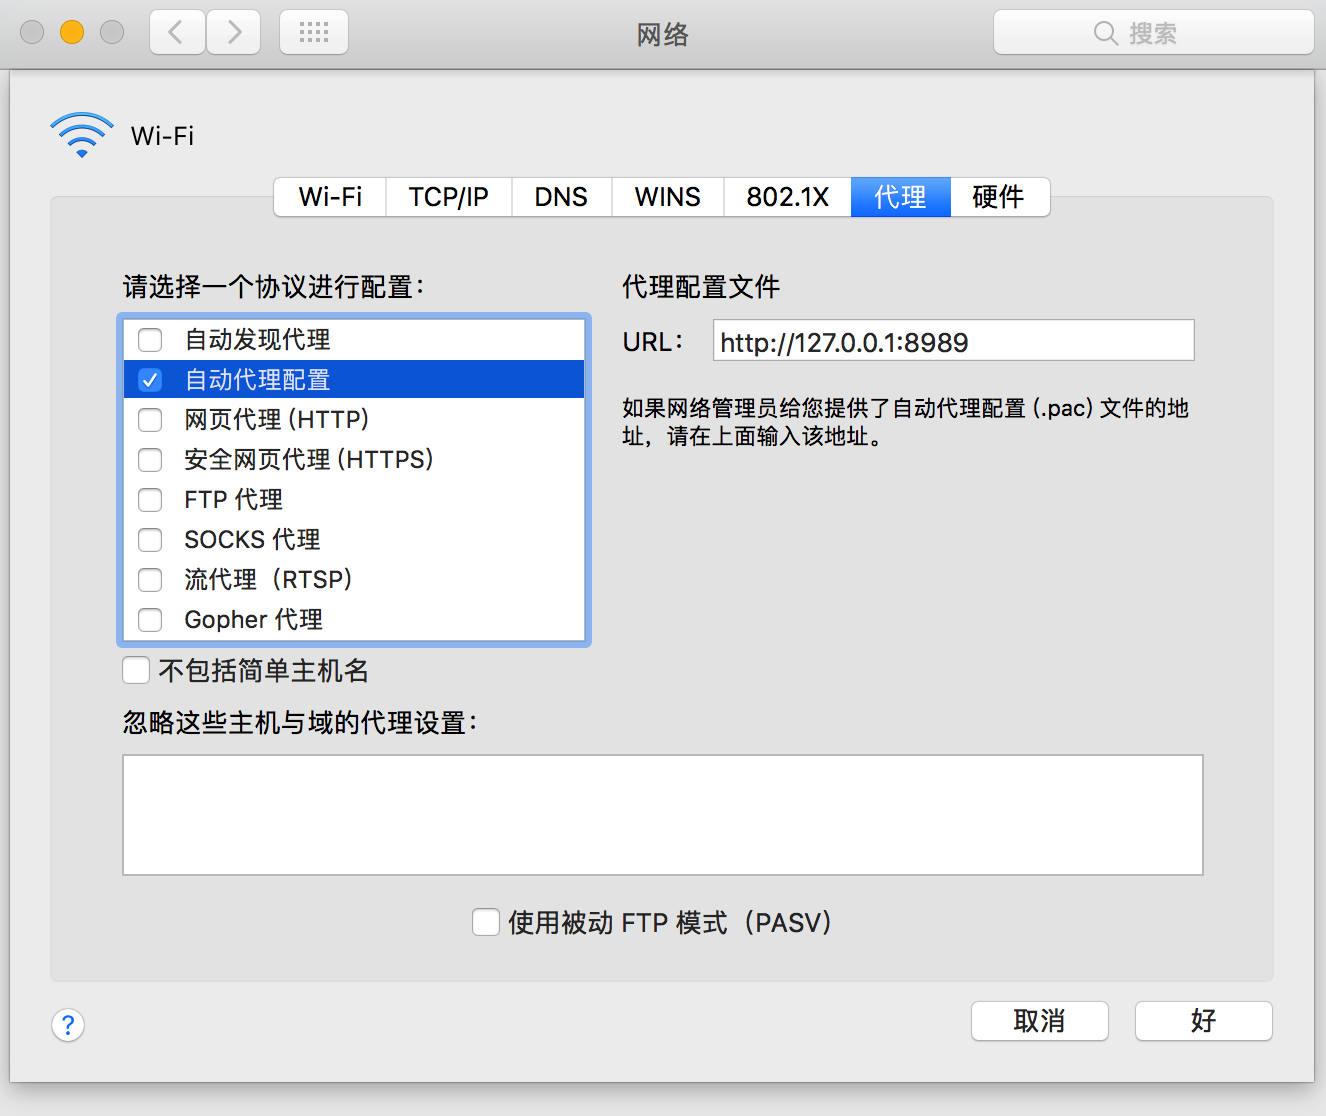 网络
搜索
Wi-Fi
Wi-Fi TCP/IP DNS WINS 802.1X 代理 硬件
请选择一个协议进行配置：
自动发现代理
自动代理配置
网页代理 (HTTP)
安全网页代理 (HTTPS)
FTP 代理
SOCKS 代理
流代理（RTSP）
Gopher 代理
代理配置文件
URL： http://127.0.0.1:8989
如果网络管理员给您提供了自动代理配置 (.pac) 文件的地
址，请在上面输入该地址。
不包括简单主机名
忽略这些主机与域的代理设置：
使用被动 FTP 模式（PASV）
?
取消
好